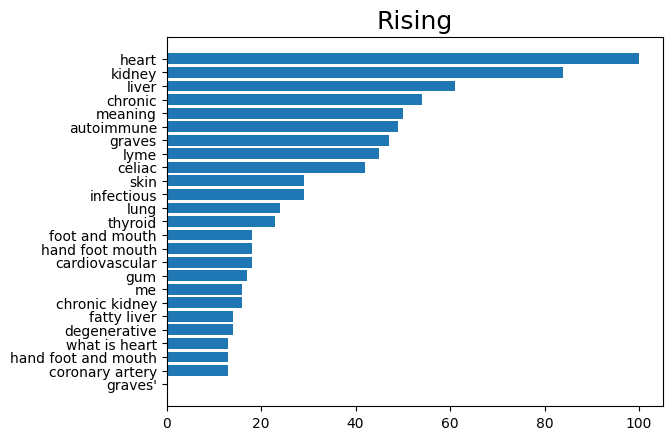 Rising
heart
kidney
liver
chronic
meaning
autoimmune
graves
lyme
celiac
skin
infectious
lung
thyroid
foot and mouth
hand foot mouth
cardiovascular
gum
me
chronic kidney
fatty liver
degenerative
what is heart
hand foot and mouth
coronary artery
graves'
0 20 40 60 80 100